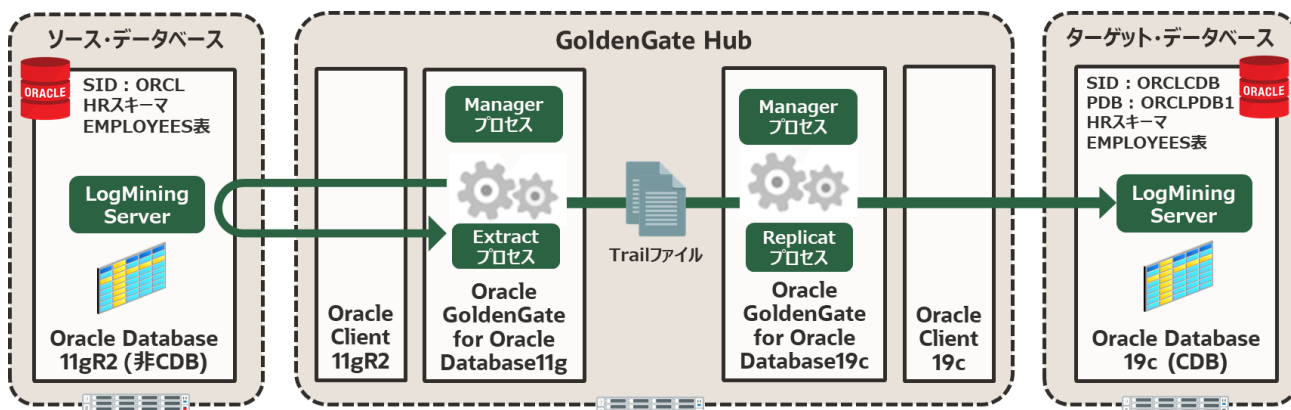 ソース・データベース
ORACLE
SID : ORCL
HRスキーマ
EMPLOYEES表
LogMining
Server
Oracle Database
11gR2 (非CDB)
GoldenGate Hub
Oracle
Client
11gR2
Manager
プロセス
Extract
プロセス
Oracle
GoldenGate
for Oracle
Database11g
Trailファイル
Manager
プロセス
Replicat
プロセス
Oracle
GoldenGate
for Oracle
Database19c
Oracle
Client
19c
ターゲット・データベース
SID : ORCLCDB
PDB : ORCLPDB1
HRスキーマ
EMPLOYEES表
ORACLE
LogMining
Server
Oracle Database
19c (CDB)